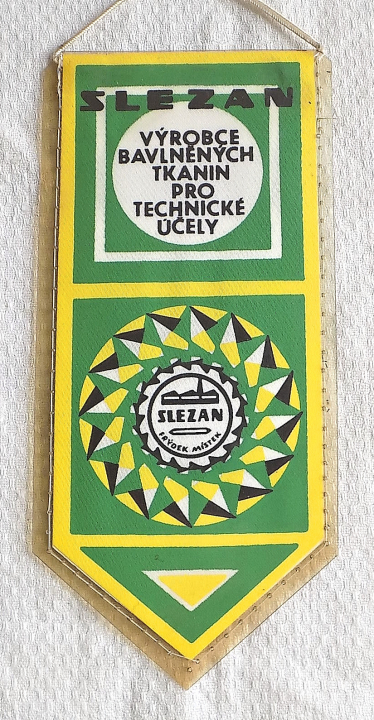 SLEZAN
VÝROBCE
BAVLNĚNÝCH
TKANIN
PRO
TECHNICKÉ
ÚČELY
SLEZAN
FRÝDEK-MÍSTEK